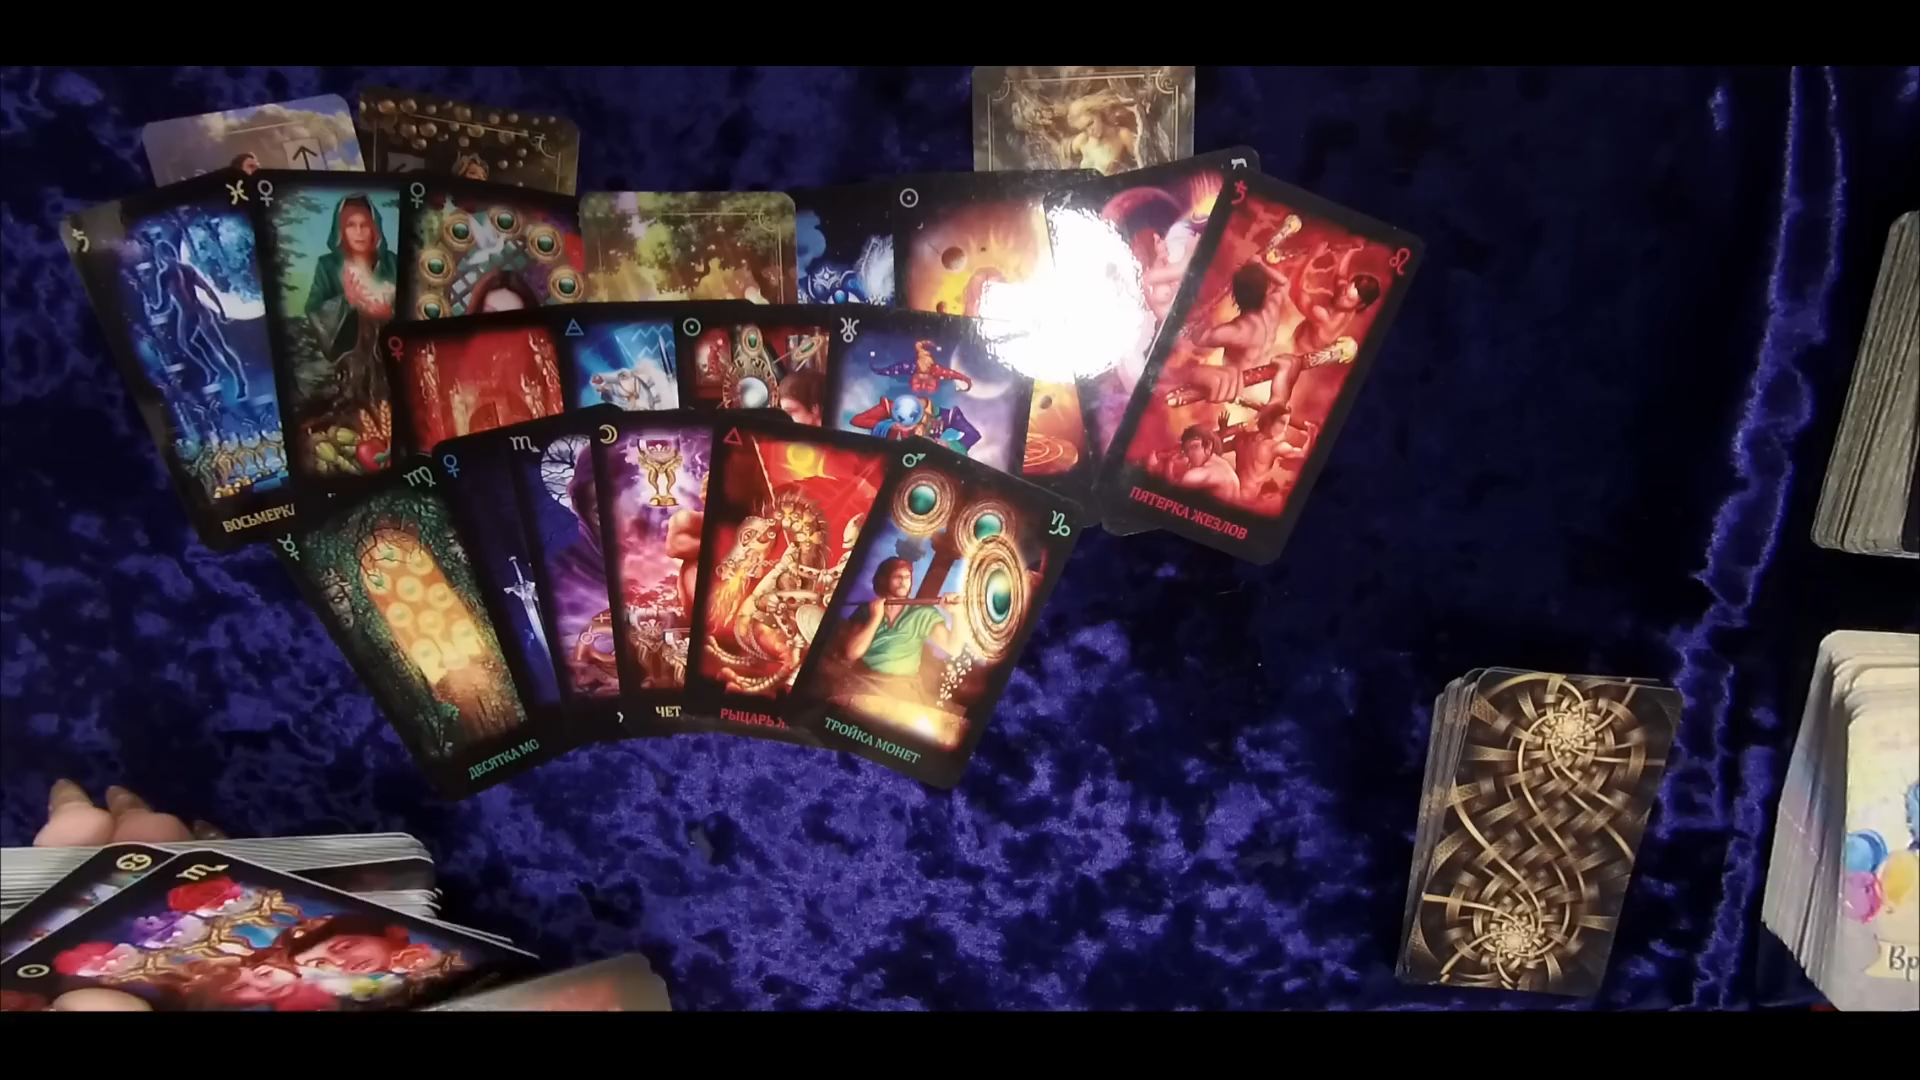 ВОСЬМЕРКА
ПЯТЕРКА ЖЕЗЛОВ
ДЕСЯТКА МО
ЧЕТ
РЫЦАРЬ Ж
ТРОЙКА МОНЕТ
Вр